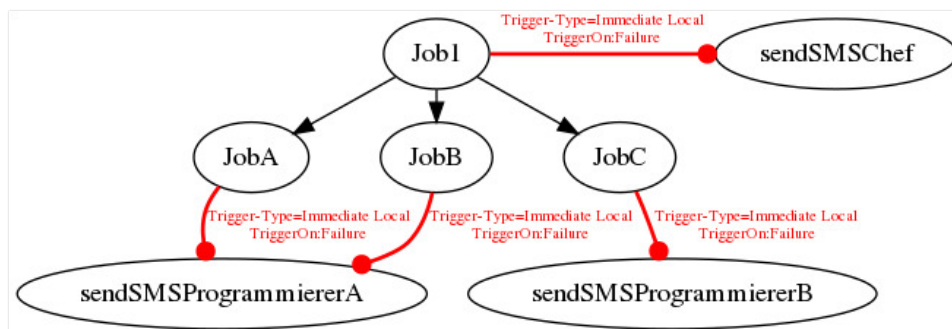 Trigger-Type=Immediate Local
TriggerOn:Failure
Job1
sendSMSChef
JobA
JobB
JobC
Trigger-Type=Immediate Local
TriggerOn:Failure
Trigger-Type=Immediate Local
TriggerOn:Failure
Trigger-Type=Immediate Local
TriggerOn:Failure
sendSMSProgrammiererA
sendSMSProgrammiererB